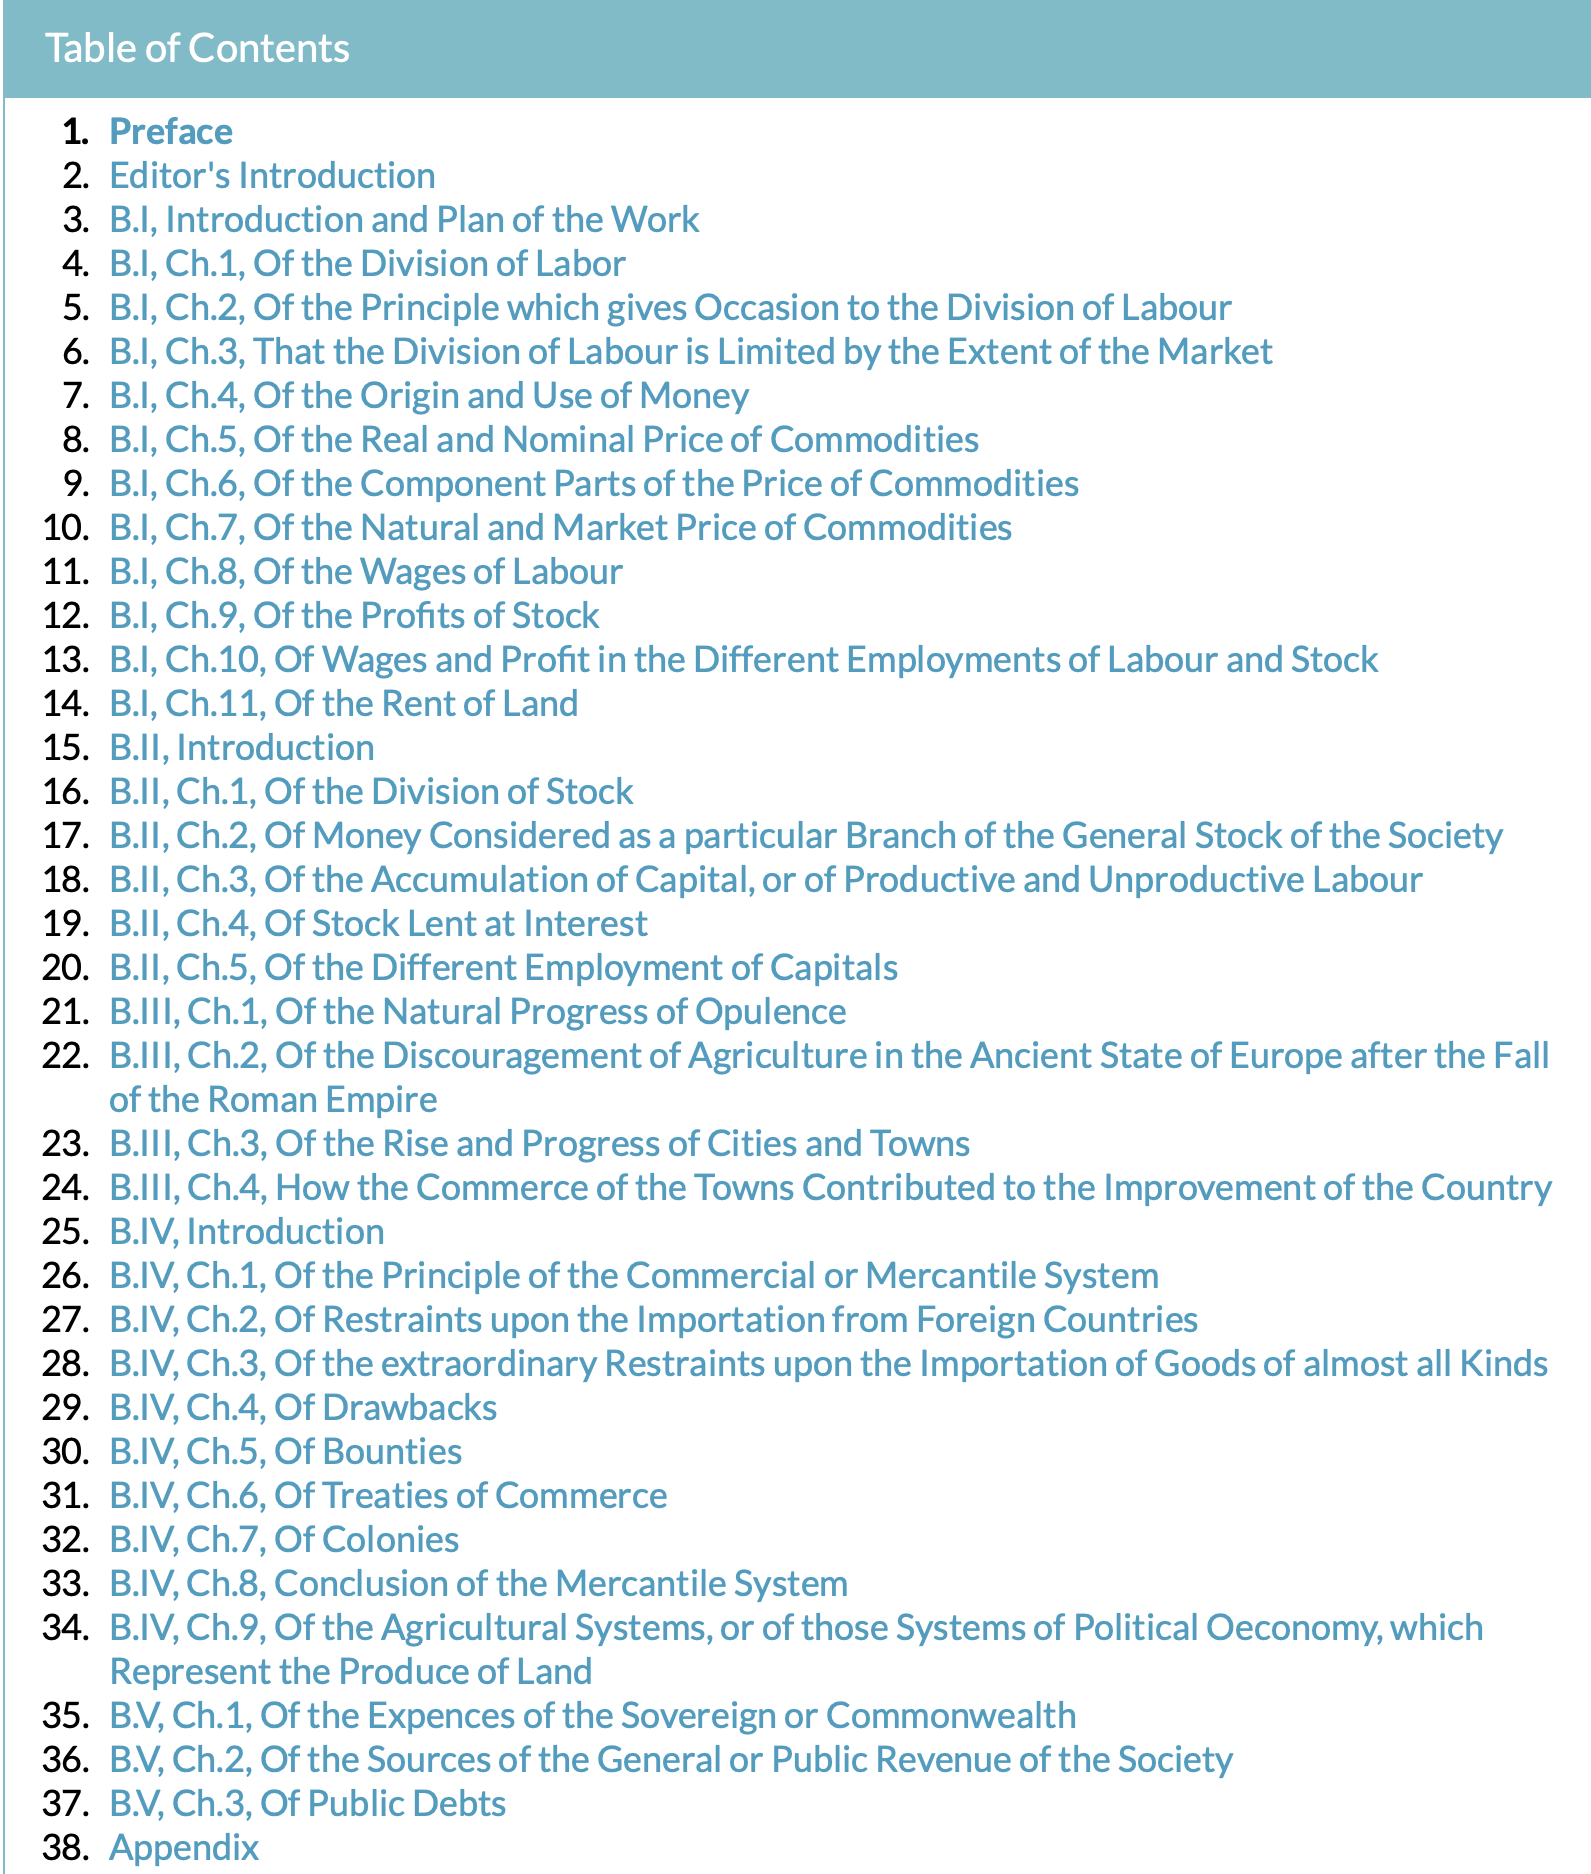 Table of Contents
1. Preface
2. Editor's Introduction
3. B.I, Introduction and Plan of the Work
4. B.I, Ch.1, Of the Division of Labor
5. B.I, Ch.2, Of the Principle which gives Occasion to the Division of Labour
6. B.I, Ch.3, That the Division of Labour is Limited by the Extent of the Market
7. B.I, Ch.4, Of the Origin and Use of Money
8. B.I, Ch.5, Of the Real and Nominal Price of Commodities
9. B.I, Ch.6, Of the Component Parts of the Price of Commodities
10. B.I, Ch.7, Of the Natural and Market Price of Commodities
11. B.I, Ch.8, Of the Wages of Labour
12. B.I, Ch.9, Of the Profits of Stock
13. B.I, Ch.10, Of Wages and Profit in the Different Employments of Labour and Stock
14. B.I, Ch.11, Of the Rent of Land
15. B.II, Introduction
16. B.II, Ch.1, Of the Division of Stock
17. B.II, Ch.2, Of Money Considered as a particular Branch of the General Stock of the Society
18. B.II, Ch.3, Of the Accumulation of Capital, or of Productive and Unproductive Labour
19. B.II, Ch.4, Of Stock Lent at Interest
20. B.II, Ch.5, Of the Different Employment of Capitals
21. B.III, Ch.1, Of the Natural Progress of Opulence
22. B.III, Ch.2, Of the Discouragement of Agriculture in the Ancient State of Europe after the Fall
of the Roman Empire
23. B.III, Ch.3, Of the Rise and Progress of Cities and Towns
24. B.III, Ch.4, How the Commerce of the Towns Contributed to the Improvement of the Country
25. B.IV, Introduction
26. B.IV, Ch.1, Of the Principle of the Commercial or Mercantile System
27. B.IV, Ch.2, Of Restraints upon the Importation from Foreign Countries
28. B.IV, Ch.3, Of the extraordinary Restraints upon the Importation of Goods of almost all Kinds
29. B.IV, Ch.4, Of Drawbacks
30. B.IV, Ch.5, Of Bounties
31. B.IV, Ch.6, Of Treaties of Commerce
32. B.IV, Ch.7, Of Colonies
33. B.IV, Ch.8, Conclusion of the Mercantile System
34. B.IV, Ch.9, Of the Agricultural Systems, or of those Systems of Political Oeconomy, which
Represent the Produce of Land
35. B.V, Ch.1, Of the Expences of the Sovereign or Commonwealth
36. B.V, Ch.2, Of the Sources of the General or Public Revenue of the Society
37. B.V, Ch.3, Of Public Debts
38. Appendix